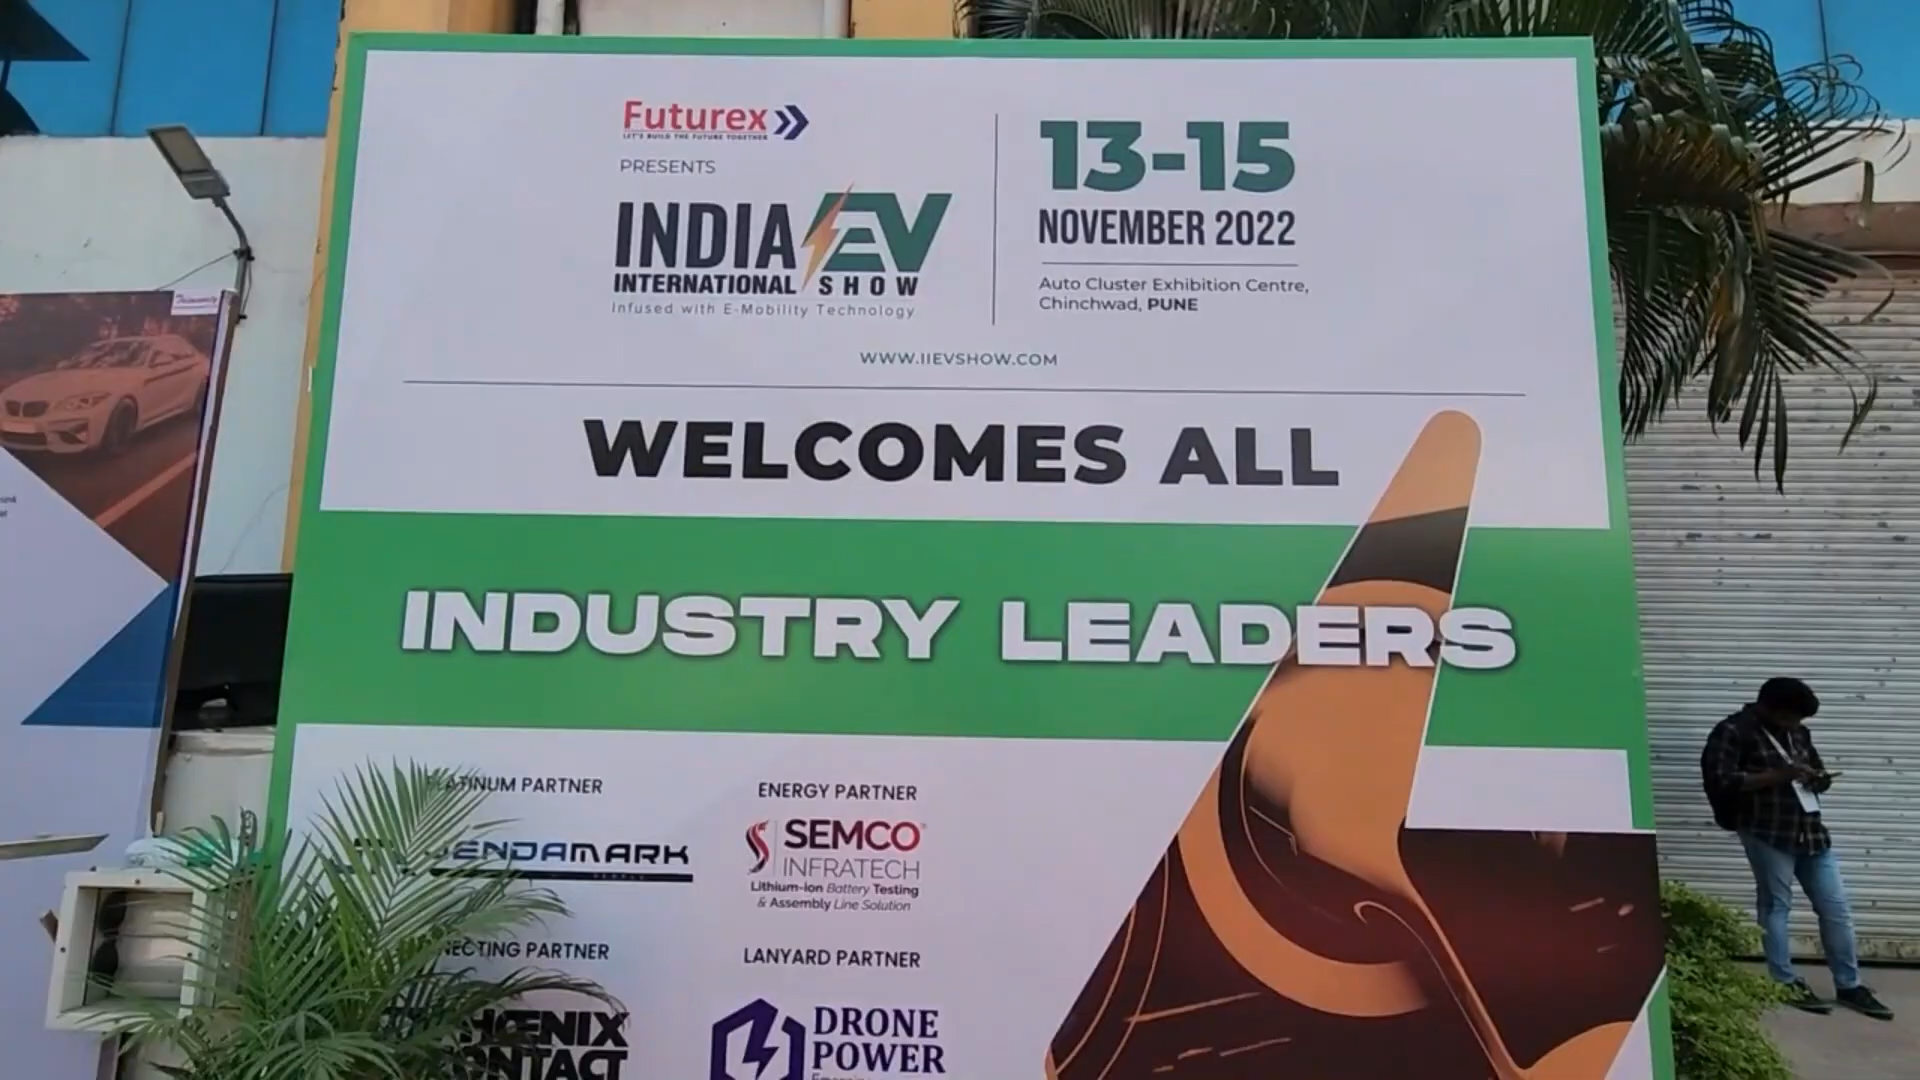 Futurex
LET'S BUILD THE FUTURE TOGETHER
PRESENTS
INDIA EV
INTERNATIONAL SHOW
Infused with E-Mobility Technology
13-15
NOVEMBER 2022
Auto Cluster Exhibition Centre,
Chinchwad, PUNE
WWW.IIEVSHOW.COM
WELCOMES ALL
INDUSTRY LEADERS
PLATINUM PARTNER
ENERGY PARTNER
SEMCO
INFRATECH
Lithium-ion Battery Testing
& Assembly Line Solution
PARTNER
LANYARD PARTNER
PHOENIX
CONTACT
DRONE
POWER